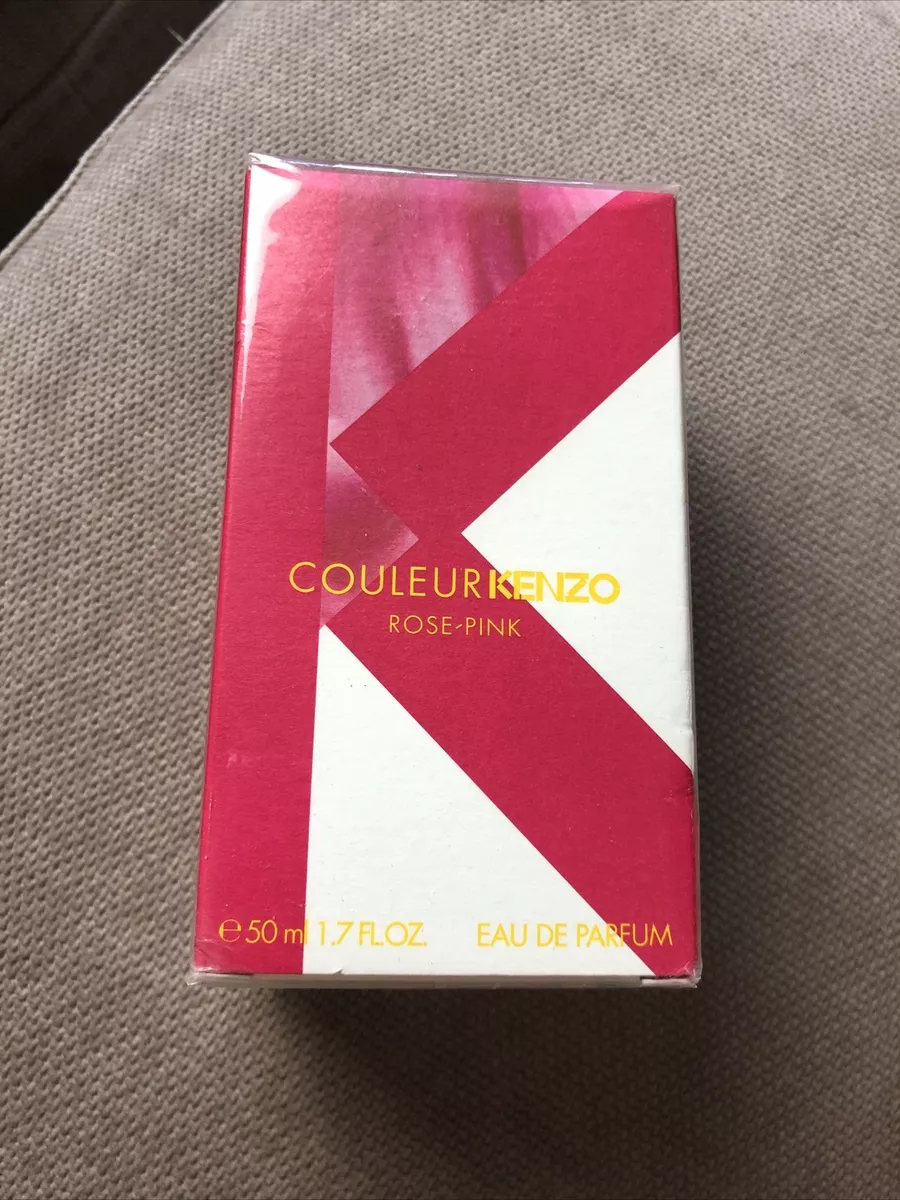 COULEURKENZO
ROSE-PINK
℮50 ml 1.7 FL.OZ. EAU DE PARFUM